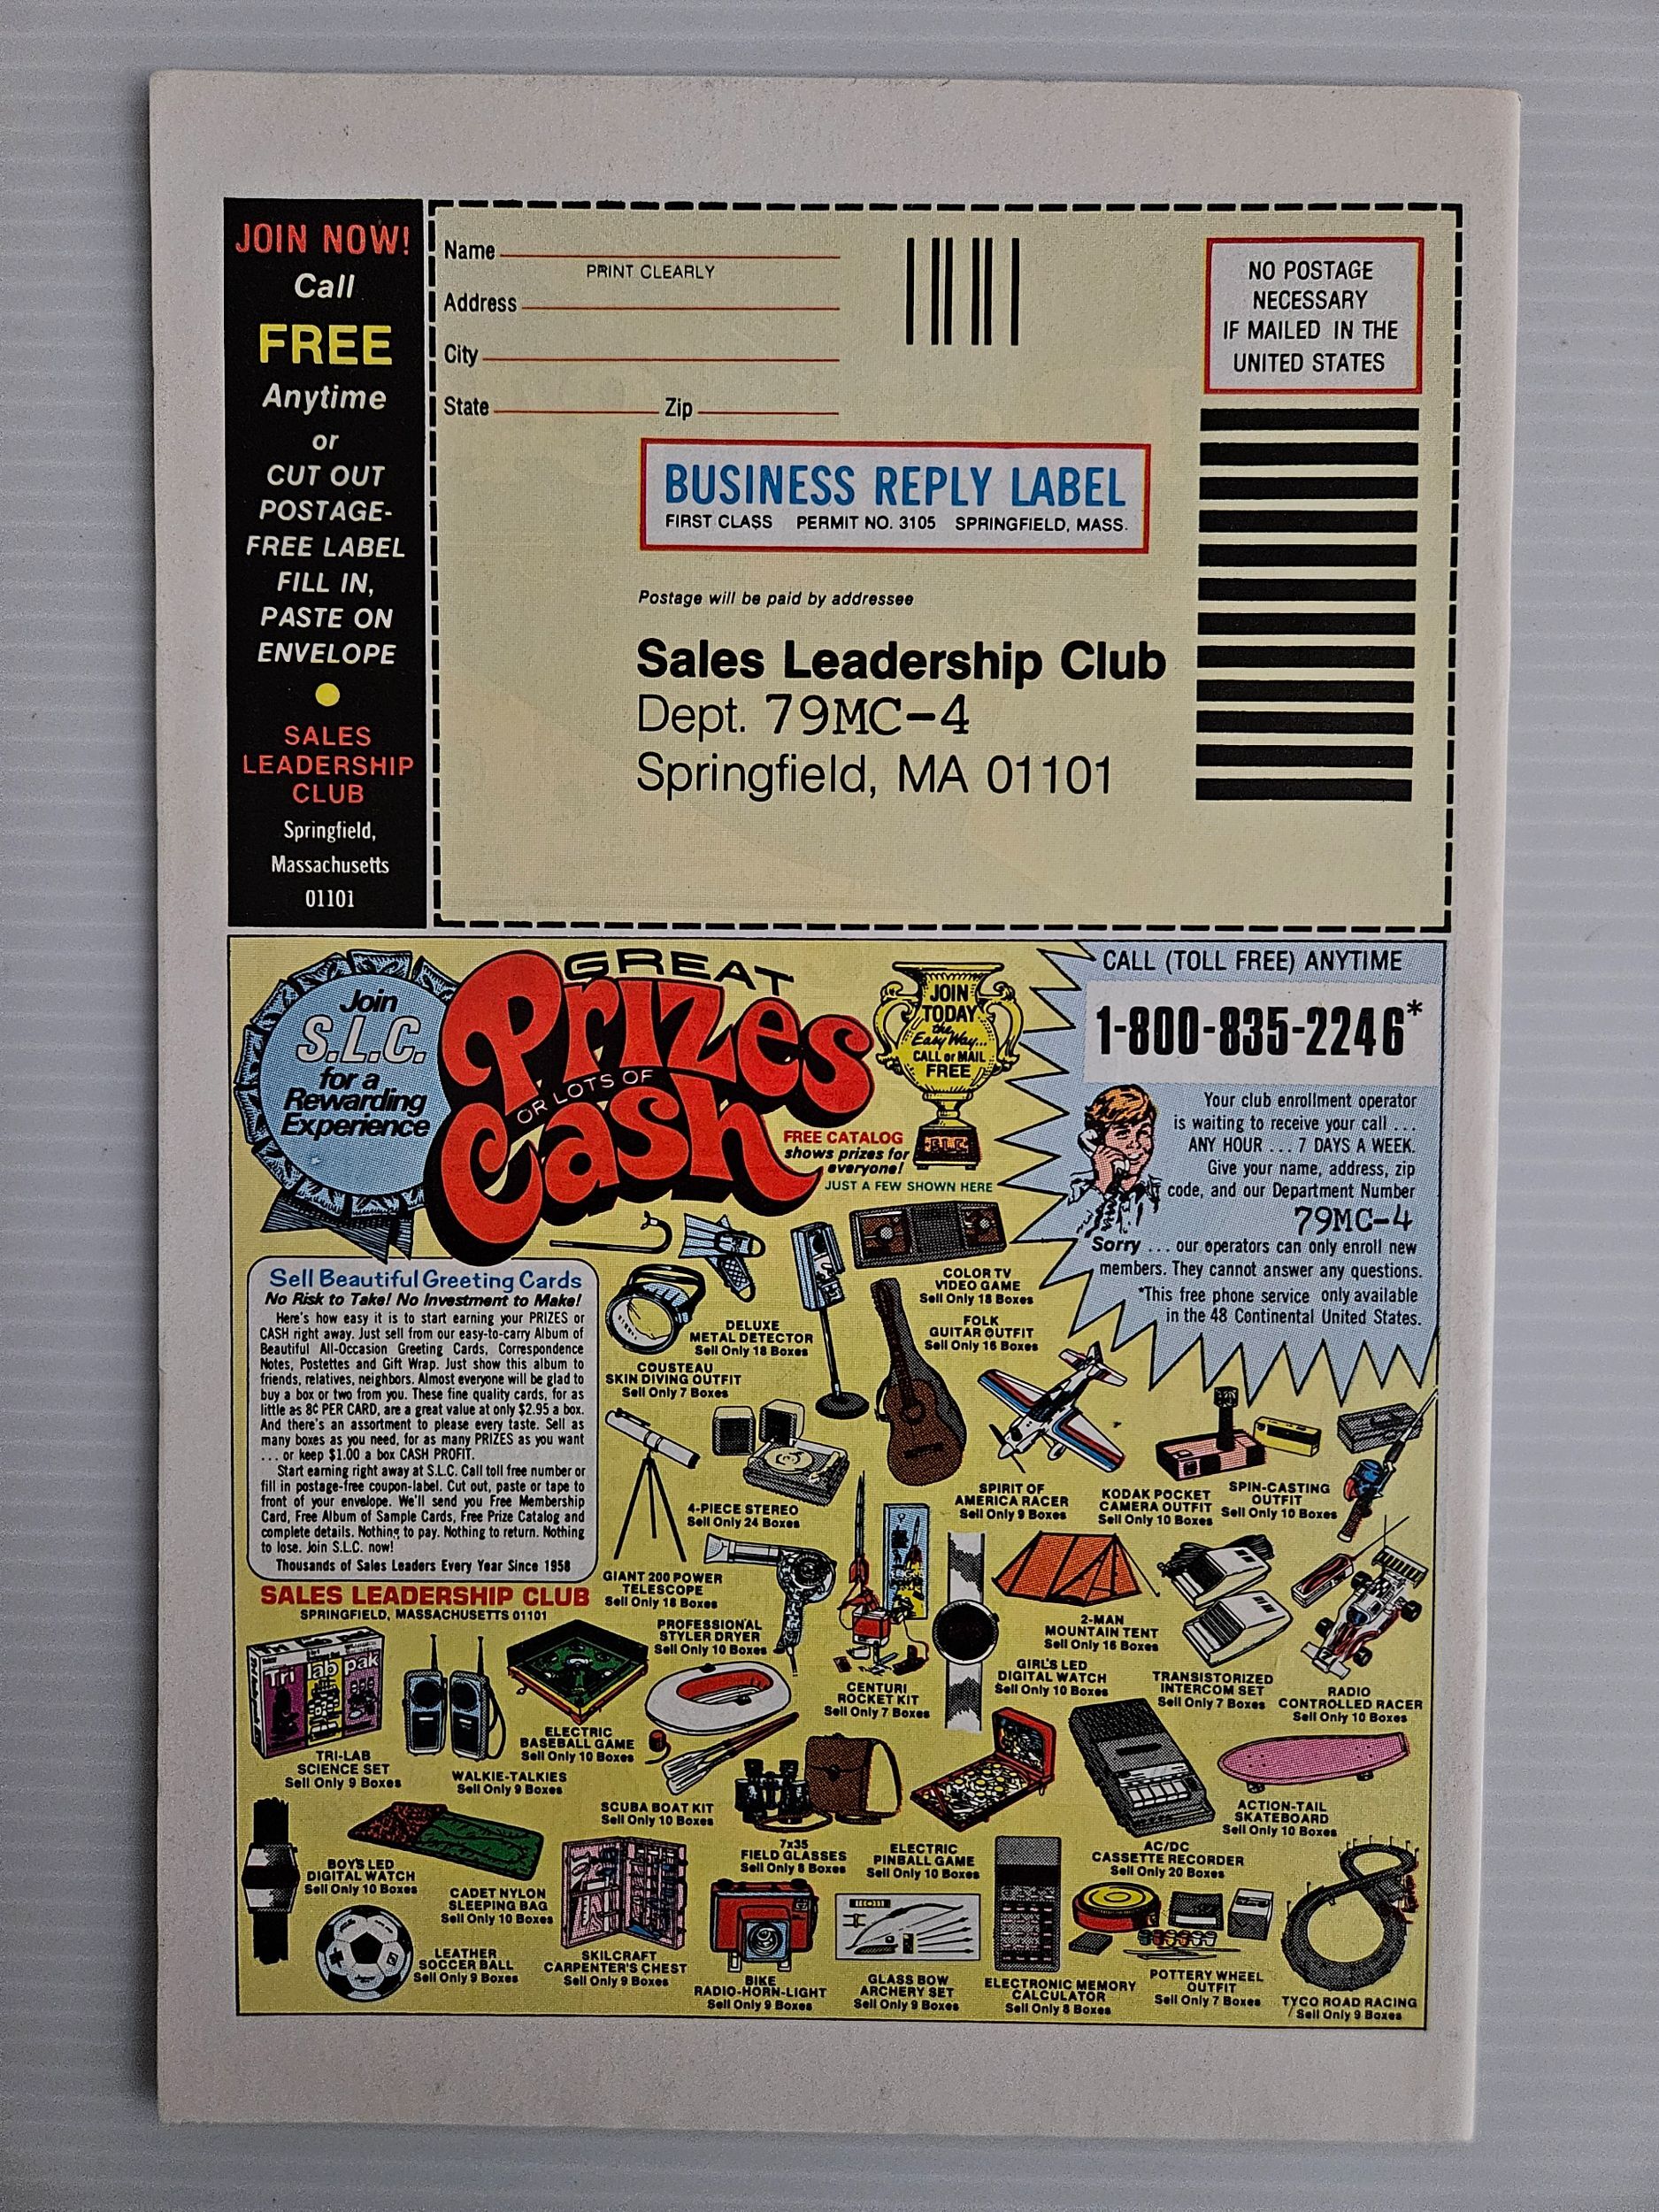 JOIN NOW!
Call
FREE
Anytime
or
CUT OUT
POSTAGE-
FREE LABEL
FILL IN,
PASTE ON
ENVELOPE
SALES
LEADERSHIP
CLUB
Springfield,
Massachusetts
01101
Name
PRINT CLEARLY
Address
City
State Zip
NO POSTAGE
NECESSARY
IF MAILED IN THE
UNITED STATES
BUSINESS REPLY LABEL
FIRST CLASS PERMIT NO. 3105 SPRINGFIELD, MASS.
Postage will be paid by addressee
Sales Leadership Club
Dept. 79MC-4
Springfield, MA 01101
Join
S.L.C.
for a
Rewarding
Experience
GREAT
Prizes
OR LOTS OF
Cash
JOIN
TODAY
the
Easy Way...
CALL or MAIL
FREE
SLC
FREE CATALOG
shows prizes for
everyone!
JUST A FEW SHOWN HERE
CALL (TOLL FREE) ANYTIME
1-800-835-2246*
Your club enrollment operator
is waiting to receive your call ...
ANY HOUR ... 7 DAYS A WEEK.
Give your name, address, zip
code, and our Department Number
79MC-4
Sorry ... our operators can only enroll new
members. They cannot answer any questions.
*This free phone service only available
in the 48 Continental United States.
Sell Beautiful Greeting Cards
No Risk to Take! No Investment to Make!
Here's how easy it is to start earning your PRIZES or
CASH right away. Just sell from our easy-to-carry Album of
Beautiful All-Occasion Greeting Cards, Correspondence
Notes, Postettes and Gift Wrap. Just show this album to
friends, relatives, neighbors. Almost everyone will be glad to
buy a box or two from you. These fine quality cards, for as
little as 8¢ PER CARD, are a great value at only $2.95 a box.
And there's an assortment to please every taste. Sell as
many boxes as you need, for as many PRIZES as you want
... or keep $1.00 a box CASH PROFIT.
Start earning right away at S.L.C. Call toll free number or
fill in postage-free coupon-label. Cut out, paste or tape to
front of your envelope. We'll send you Free Membership
Card, Free Album of Sample Cards, Free Prize Catalog and
complete details. Nothing to pay. Nothing to return. Nothing
to lose. Join S.L.C. now!
Thousands of Sales Leaders Every Year Since 1958
SALES LEADERSHIP CLUB
SPRINGFIELD, MASSACHUSETTS 01101
COLOR TV
VIDEO GAME
Sell Only 18 Boxes
DELUXE
METAL DETECTOR
Sell Only 18 Boxes
FOLK
GUITAR OUTFIT
Sell Only 16 Boxes
COUSTEAU
SKIN DIVING OUTFIT
Sell Only 7 Boxes
4-PIECE STEREO
Sell Only 24 Boxes
SPIRIT OF
AMERICA RACER
Sell Only 9 Boxes
KODAK POCKET
CAMERA OUTFIT
Sell Only 10 Boxes
SPIN-CASTING
OUTFIT
Sell Only 10 Boxes
GIANT 200 POWER
TELESCOPE
Sell Only 18 Boxes
PROFESSIONAL
STYLER DRYER
Sell Only 10 Boxes
2-MAN
MOUNTAIN TENT
Sell Only 16 Boxes
CENTURI
ROCKET KIT
Sell Only 7 Boxes
GIRL'S LED
DIGITAL WATCH
Sell Only 10 Boxes
TRANSISTORIZED
INTERCOM SET
Sell Only 7 Boxes
RADIO
CONTROLLED RACER
Sell Only 10 Boxes
Tri lab pak
TRI-LAB
SCIENCE SET
Sell Only 9 Boxes
WALKIE-TALKIES
Sell Only 9 Boxes
ELECTRIC
BASEBALL GAME
Sell Only 10 Boxes
SCUBA BOAT KIT
Sell Only 10 Boxes
7x35
FIELD GLASSES
Sell Only 8 Boxes
ELECTRIC
PINBALL GAME
Sell Only 10 Boxes
AC/DC
CASSETTE RECORDER
Sell Only 20 Boxes
ACTION-TAIL
SKATEBOARD
Sell Only 10 Boxes
BOY'S LED
DIGITAL WATCH
Sell Only 10 Boxes
CADET NYLON
SLEEPING BAG
Sell Only 10 Boxes
LEATHER
SOCCER BALL
Sell Only 9 Boxes
SKILCRAFT
CARPENTER'S CHEST
Sell Only 9 Boxes
BIKE
RADIO-HORN-LIGHT
Sell Only 9 Boxes
GLASS BOW
ARCHERY SET
Sell Only 9 Boxes
ELECTRONIC MEMORY
CALCULATOR
Sell Only 8 Boxes
POTTERY WHEEL
OUTFIT
Sell Only 7 Boxes
TYCO ROAD RACING
Sell Only 9 Boxes